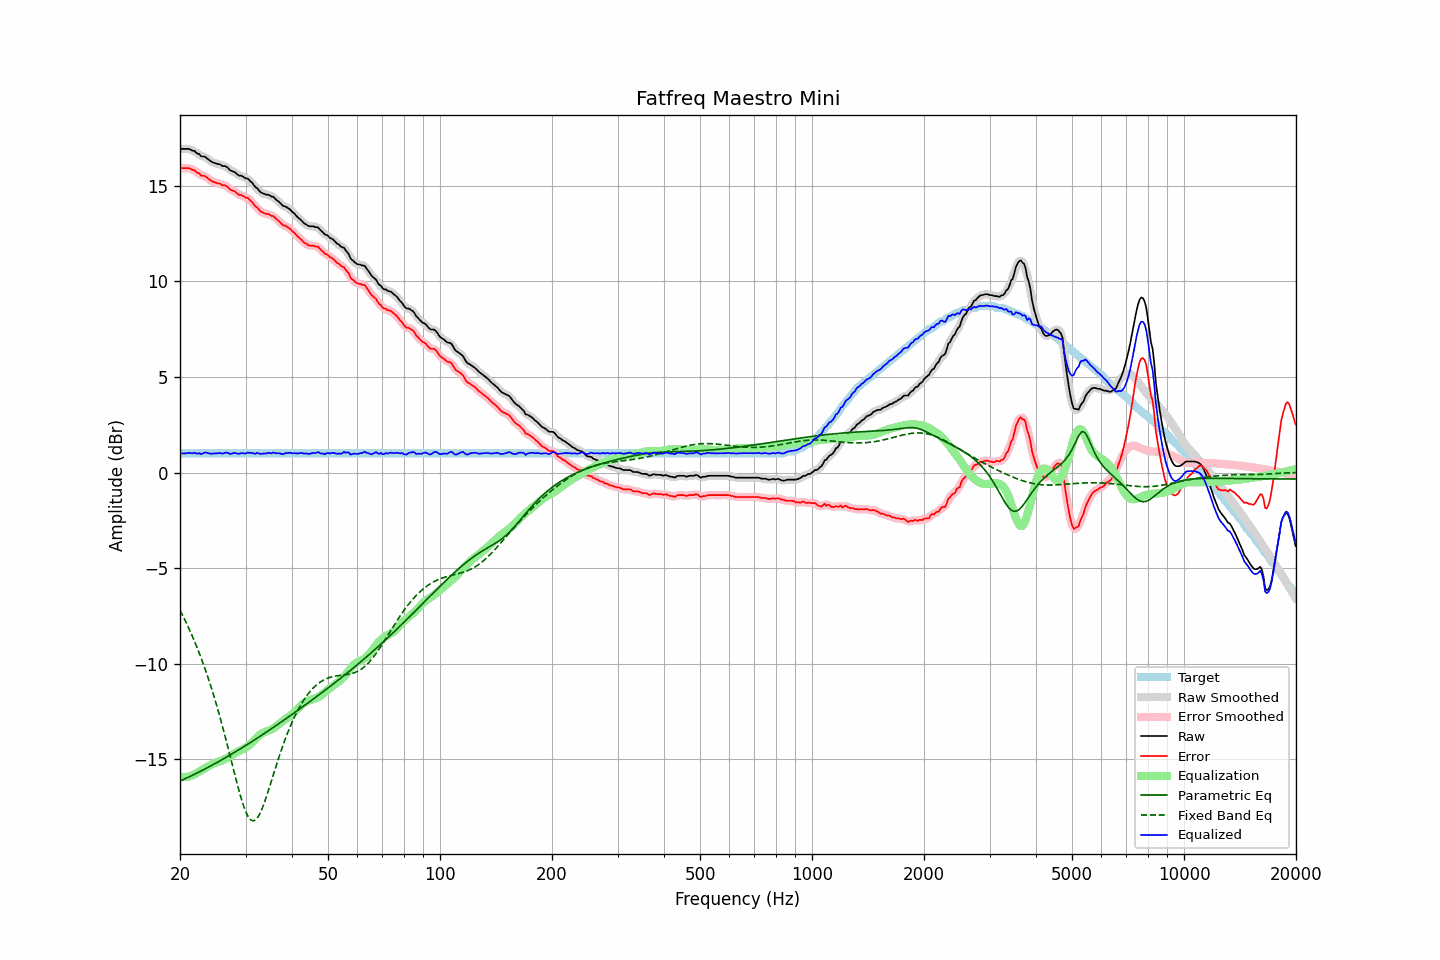 Fatfreq Maestro Mini
Amplitude (dBr)
15
10
5
0
−5
−10
−15
20
50
100
200
500
1000
2000
5000
10000
20000
Frequency (Hz)
Target
Raw Smoothed
Error Smoothed
Raw
Error
Equalization
Parametric Eq
Fixed Band Eq
Equalized